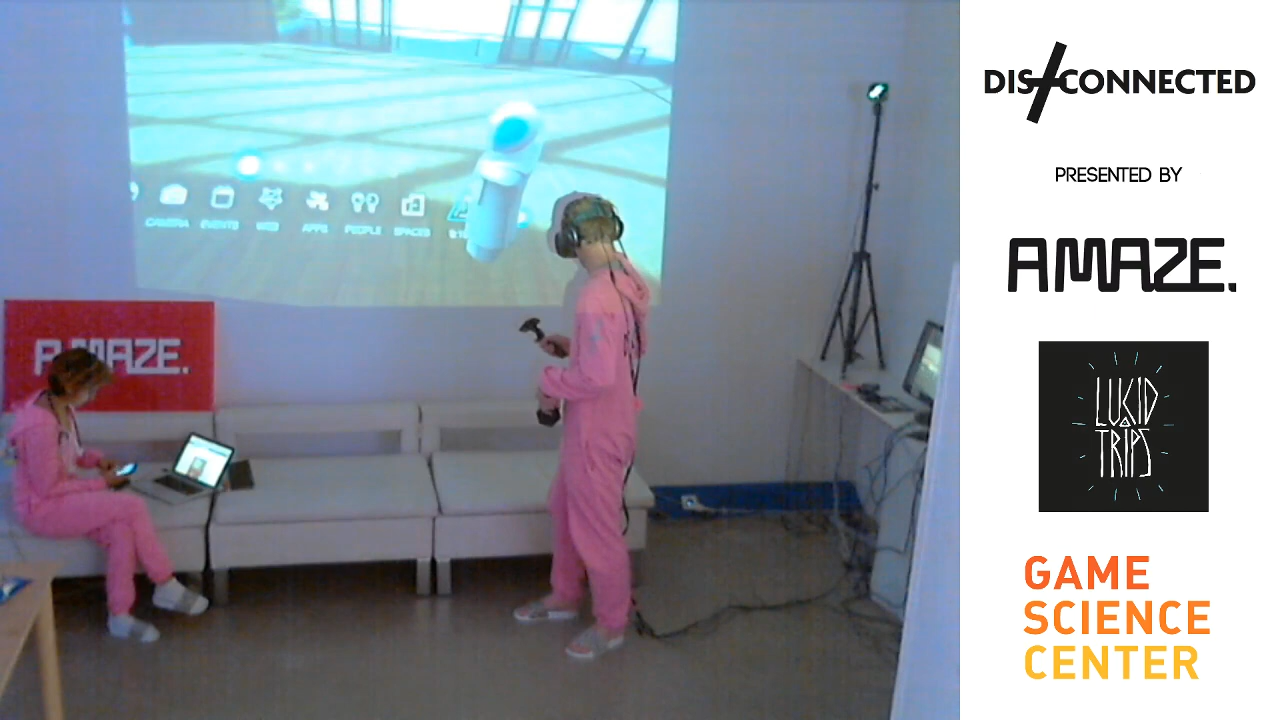 CAMERA EVENTS WEB APPS PEOPLE SPACES
A MAZE.
DIS/CONNECTED
PRESENTED BY
A MAZE.
LUCID
TRIPS
GAME
SCIENCE
CENTER